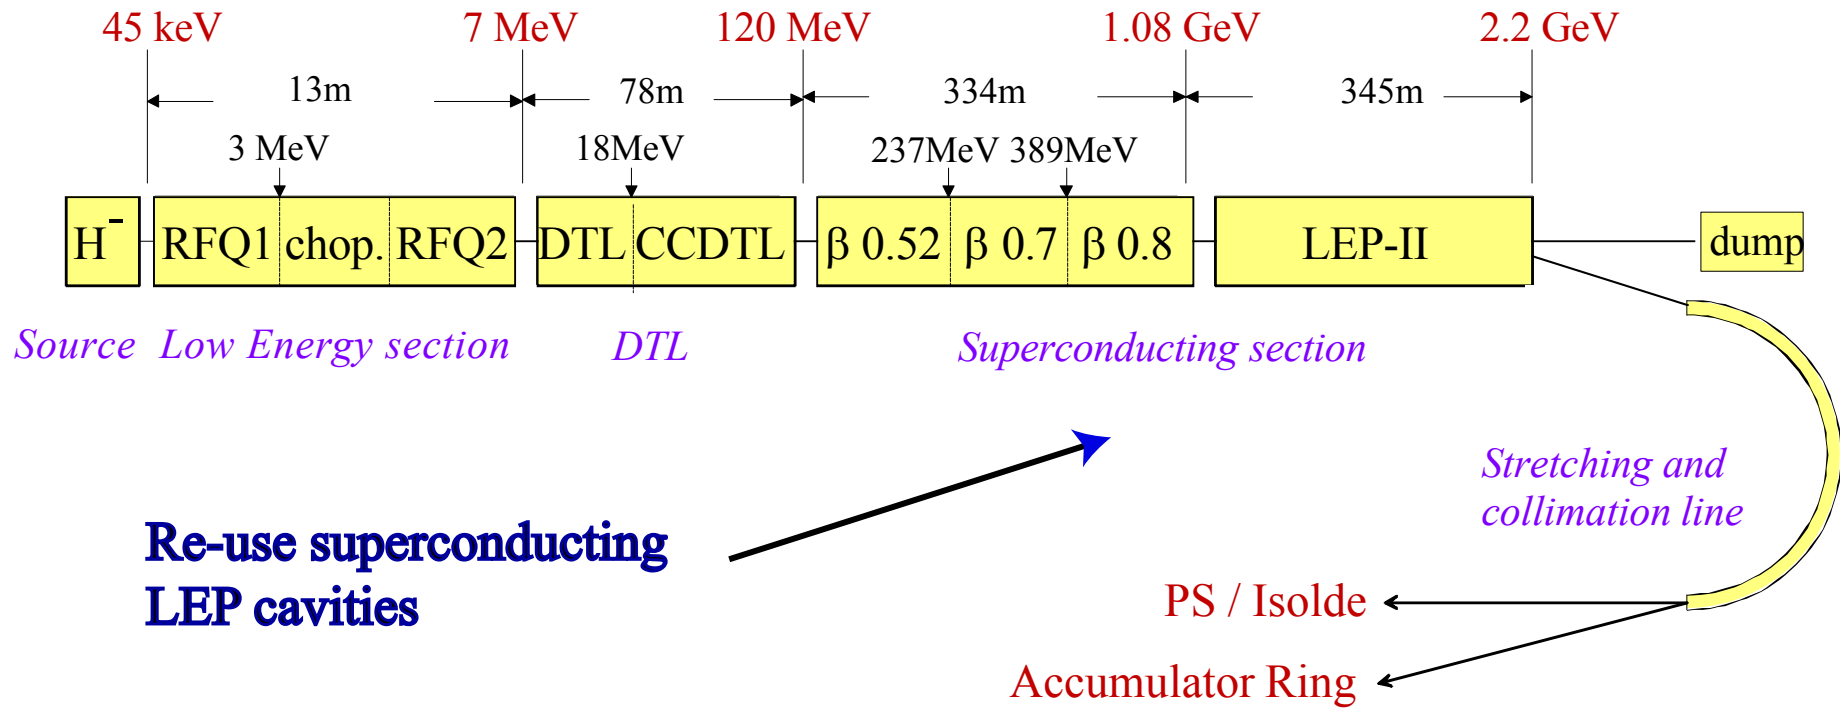 45 keV 7 MeV 120 MeV 1.08 GeV 2.2 GeV
13m 78m 334m 345m
3 MeV 18MeV 237MeV 389MeV
H- RFQ1 chop. RFQ2 DTL CCDTL β 0.52 β 0.7 β 0.8 LEP-II dump
Source Low Energy section DTL Superconducting section
Stretching and
collimation line
Re-use superconducting
LEP cavities
PS / Isolde
Accumulator Ring